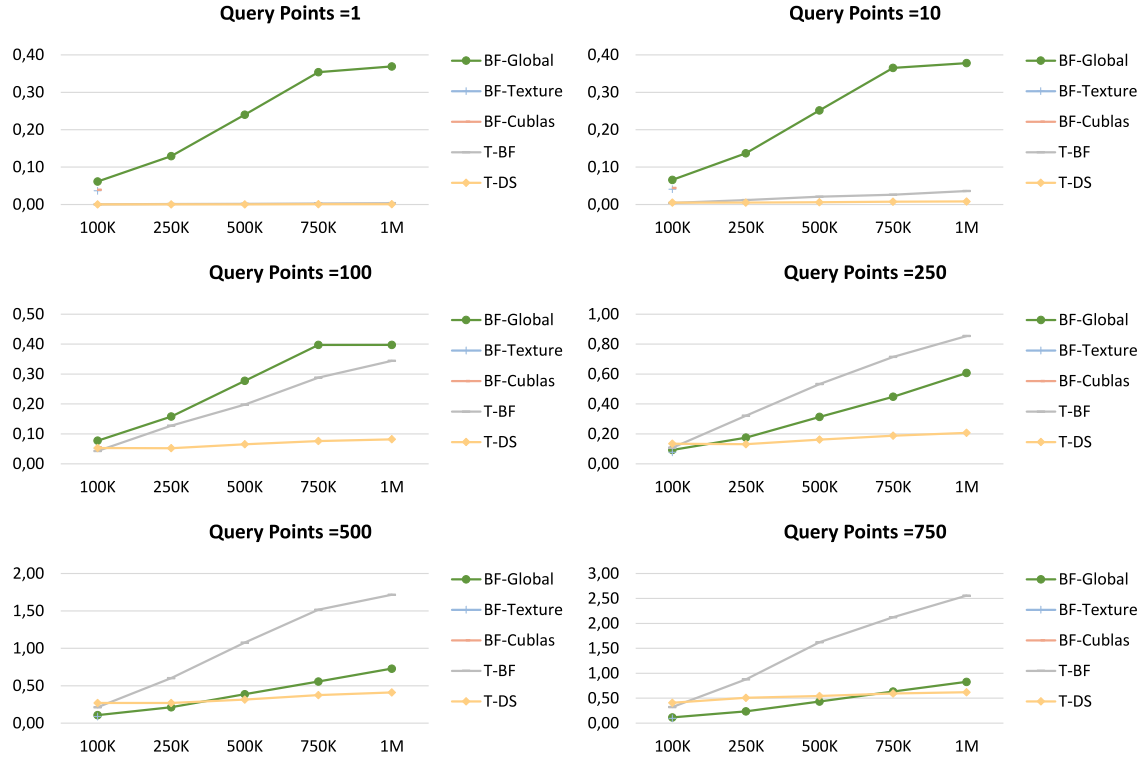 Query Points =1
0,40
0,30
0,20
0,10
0,00
100K 250K 500K 750K 1M
BF-Global
BF-Texture
BF-Cublas
T-BF
T-DS
Query Points =10
0,40
0,30
0,20
0,10
0,00
100K 250K 500K 750K 1M
BF-Global
BF-Texture
BF-Cublas
T-BF
T-DS
Query Points =100
0,50
0,40
0,30
0,20
0,10
0,00
100K 250K 500K 750K 1M
BF-Global
BF-Texture
BF-Cublas
T-BF
T-DS
Query Points =250
1,00
0,80
0,60
0,40
0,20
0,00
100K 250K 500K 750K 1M
BF-Global
BF-Texture
BF-Cublas
T-BF
T-DS
Query Points =500
2,00
1,50
1,00
0,50
0,00
100K 250K 500K 750K 1M
BF-Global
BF-Texture
BF-Cublas
T-BF
T-DS
Query Points =750
3,00
2,50
2,00
1,50
1,00
0,50
0,00
100K 250K 500K 750K 1M
BF-Global
BF-Texture
BF-Cublas
T-BF
T-DS